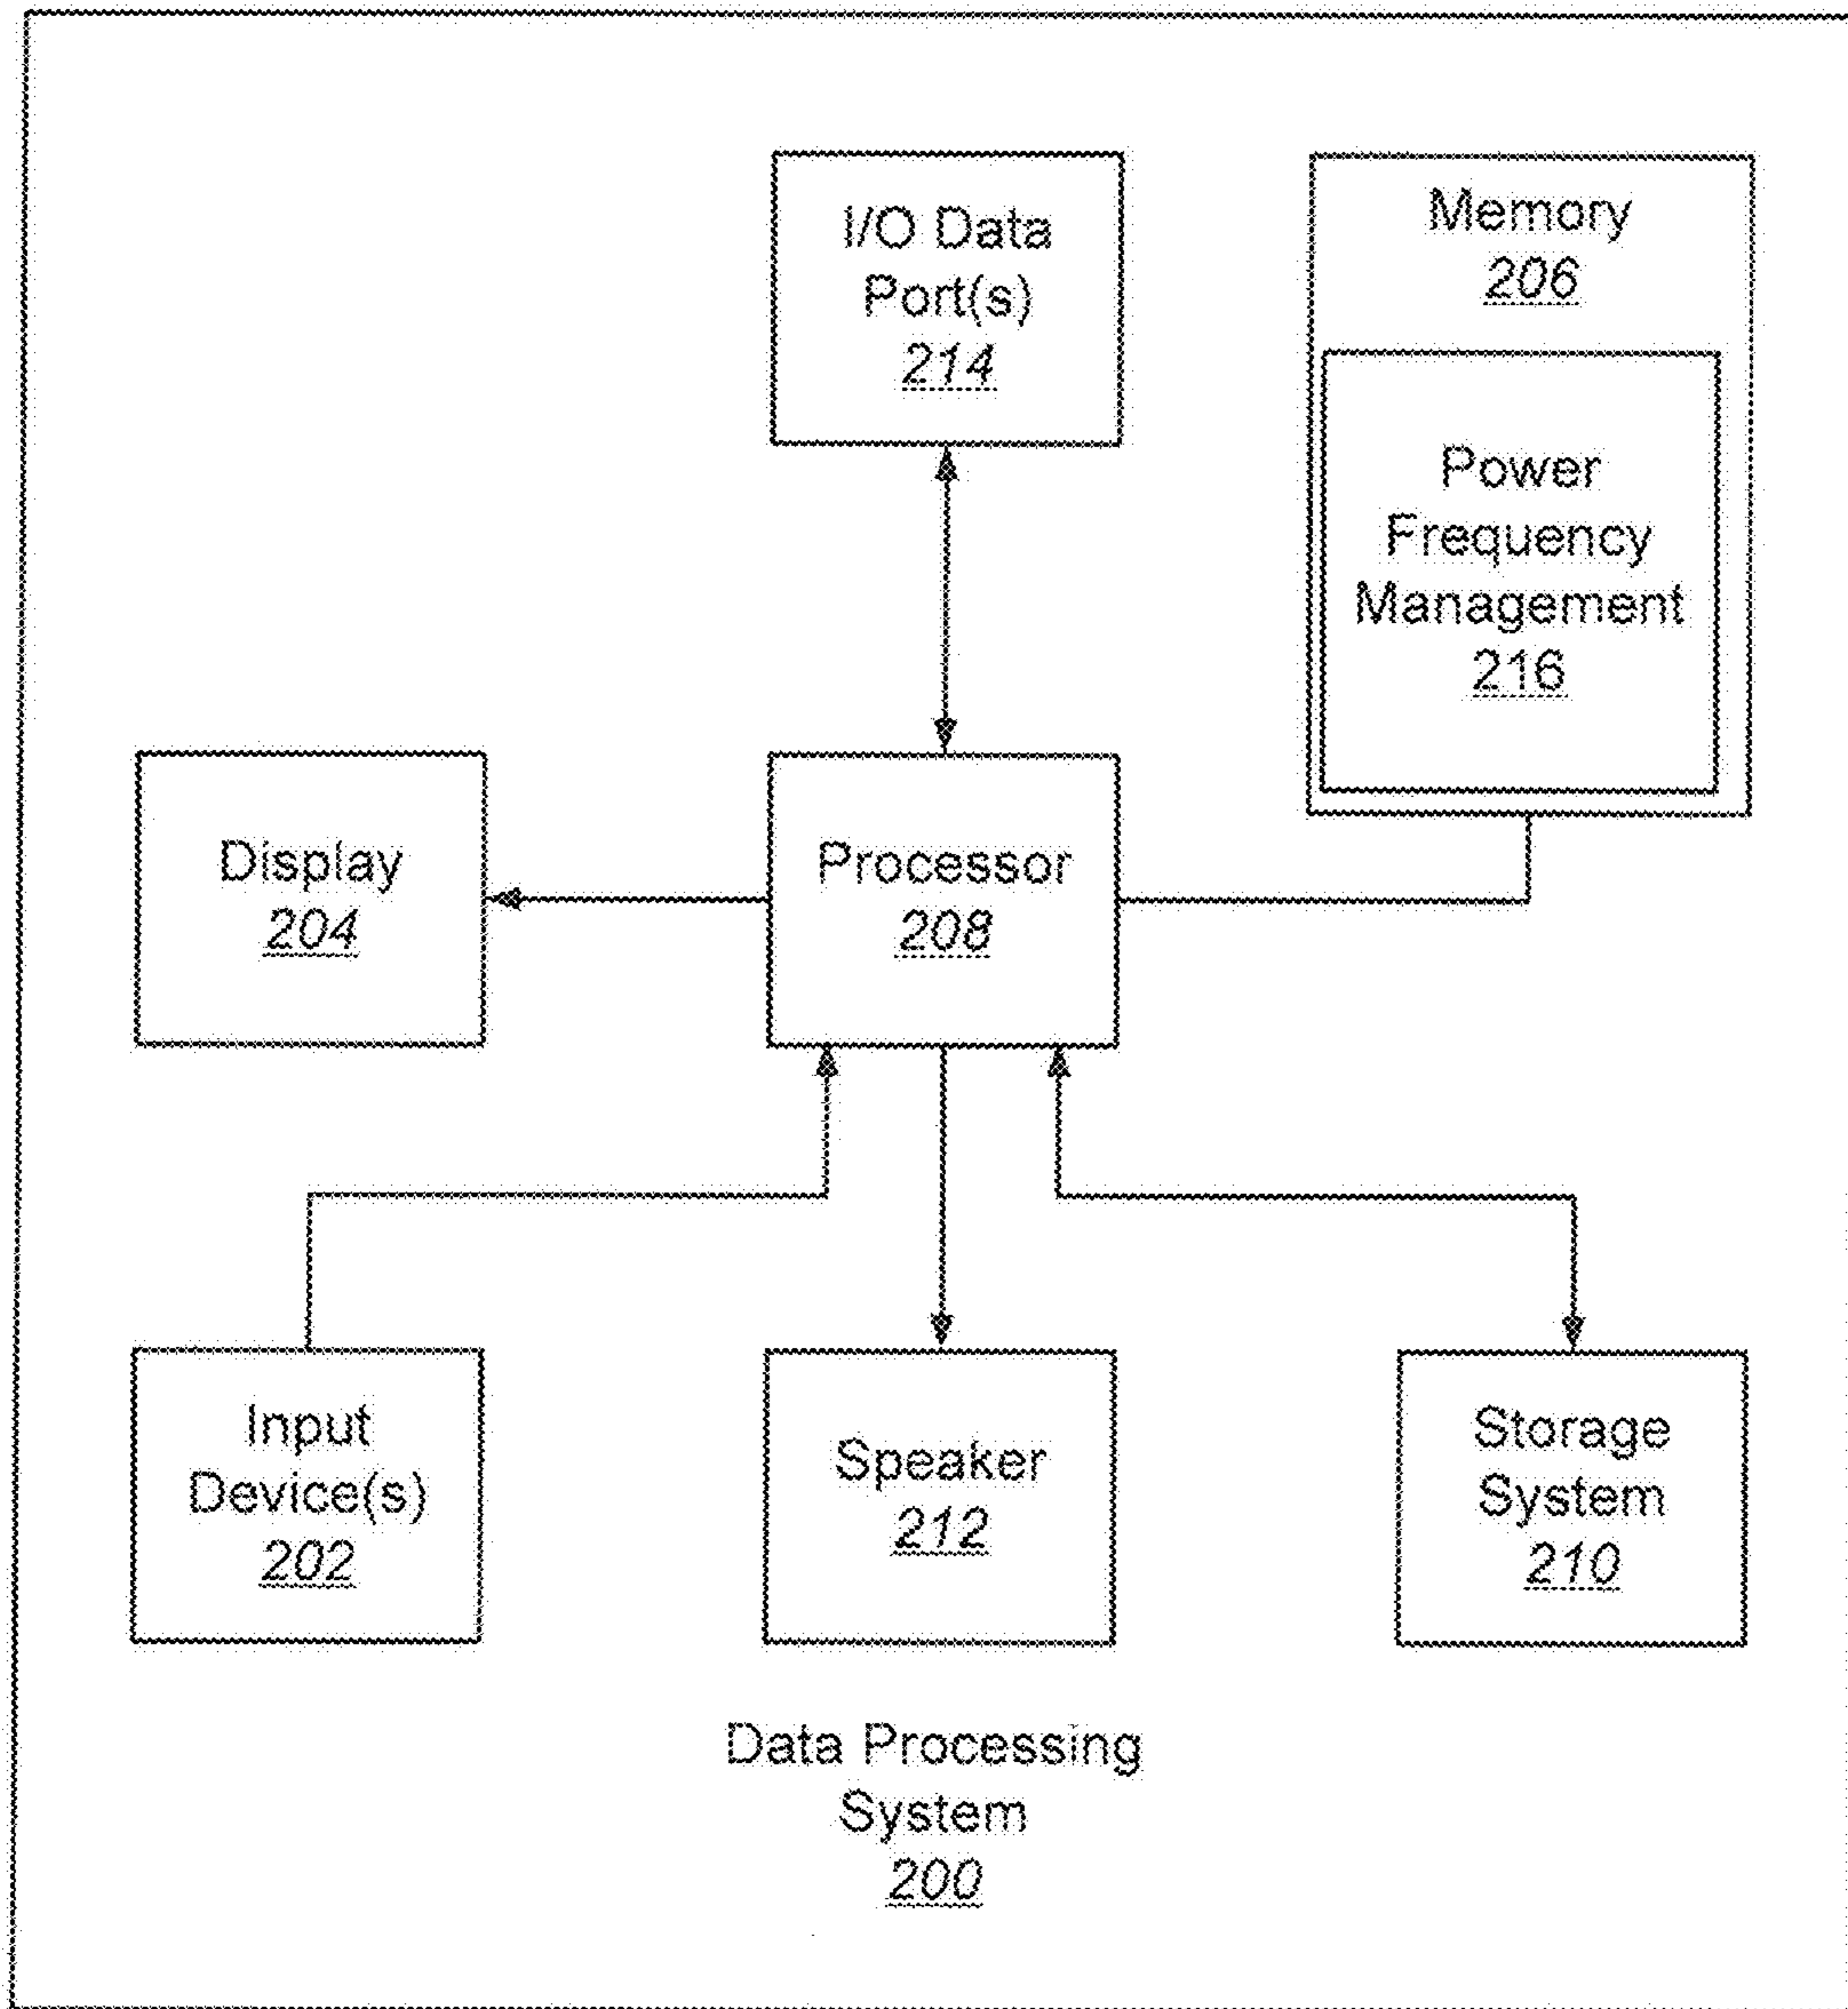 I/O Data
Port(s)
214
Memory
206
Power
Frequency
Management
216
Display
204
Processor
208
Input
Device(s)
202
Speaker
212
Storage
System
210
Data Processing
System
200